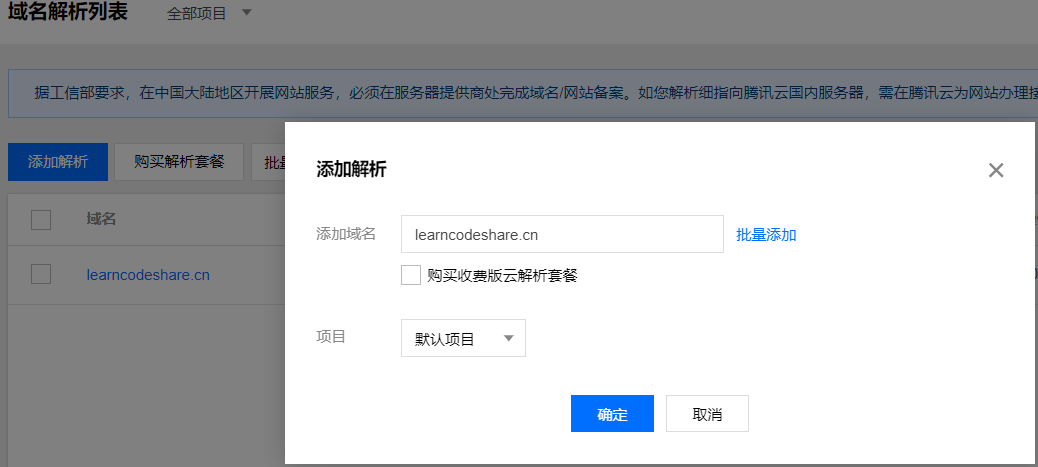 域名解析列表 全部项目
据工信部要求，在中国大陆地区开展网站服务，必须在服务器提供商处完成域名/网站备案。如您解析细指向腾讯云国内服务器，需在腾讯云为网站办理接
添加解析 购买解析套餐 批量
添加解析
域名
添加域名 learncodeshare.cn 批量添加
learncodeshare.cn
购买收费版云解析套餐
项目 默认项目
确定 取消